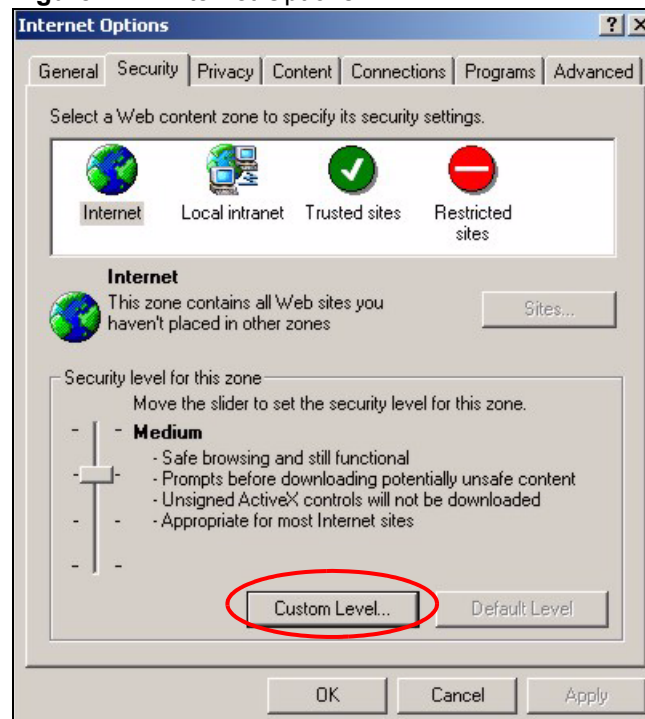 Internet Options
? X
General Security Privacy Content Connections Programs Advanced
Select a Web content zone to specify its security settings.
Internet Local intranet Trusted sites Restricted sites
Internet
This zone contains all Web sites you
haven't placed in other zones
Sites...
Security level for this zone
Move the slider to set the security level for this zone.
Medium
- Safe browsing and still functional
- Prompts before downloading potentially unsafe content
- Unsigned ActiveX controls will not be downloaded
- Appropriate for most Internet sites
Custom Level... Default Level
OK Cancel Apply